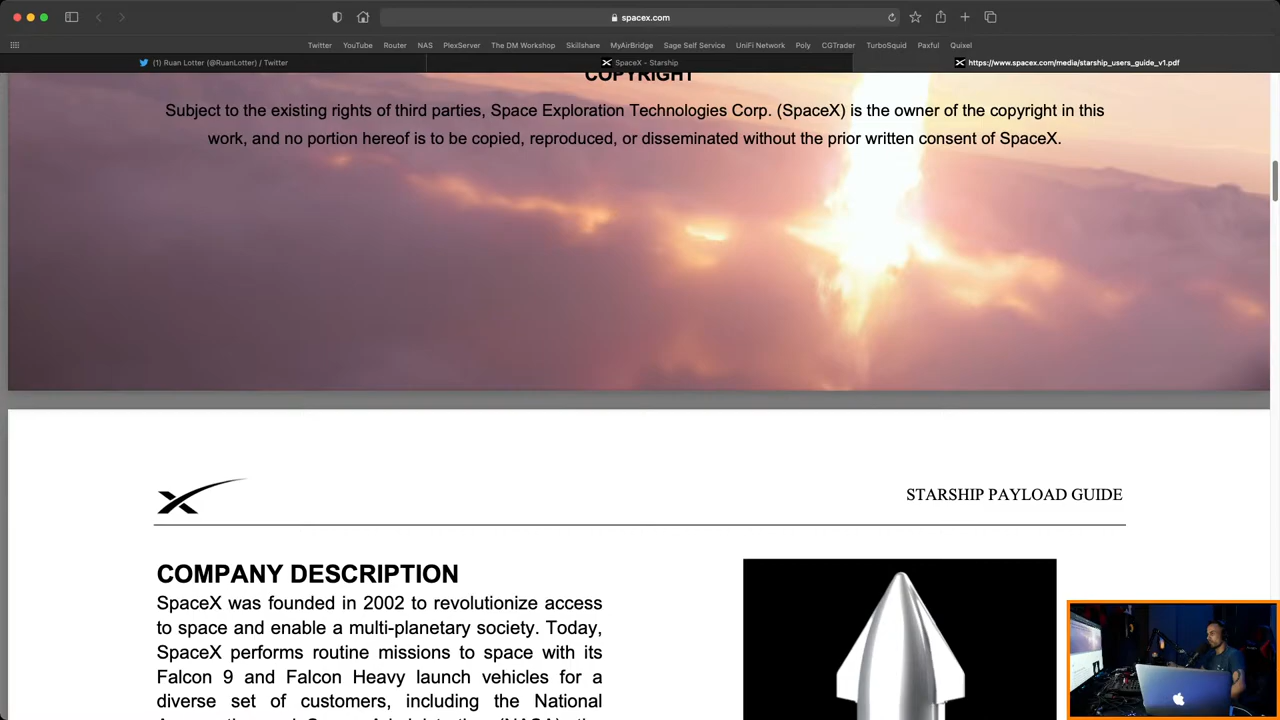 spacex.com
Twitter YouTube Router NAS PlexServer The DM Workshop Skillshare MyAirBridge Sage Self Service UniFi Network Poly CGTrader TurboSquid Paxful Quixel
(1) Ruan Lotter (@RuanLotter) / Twitter
SpaceX - Starship
https://www.spacex.com/media/starship_users_guide_v1.pdf
COPYRIGHT
Subject to the existing rights of third parties, Space Exploration Technologies Corp. (SpaceX) is the owner of the copyright in this
work, and no portion hereof is to be copied, reproduced, or disseminated without the prior written consent of SpaceX.
STARSHIP PAYLOAD GUIDE
COMPANY DESCRIPTION
SpaceX was founded in 2002 to revolutionize access
to space and enable a multi-planetary society. Today,
SpaceX performs routine missions to space with its
Falcon 9 and Falcon Heavy launch vehicles for a
diverse set of customers, including the National